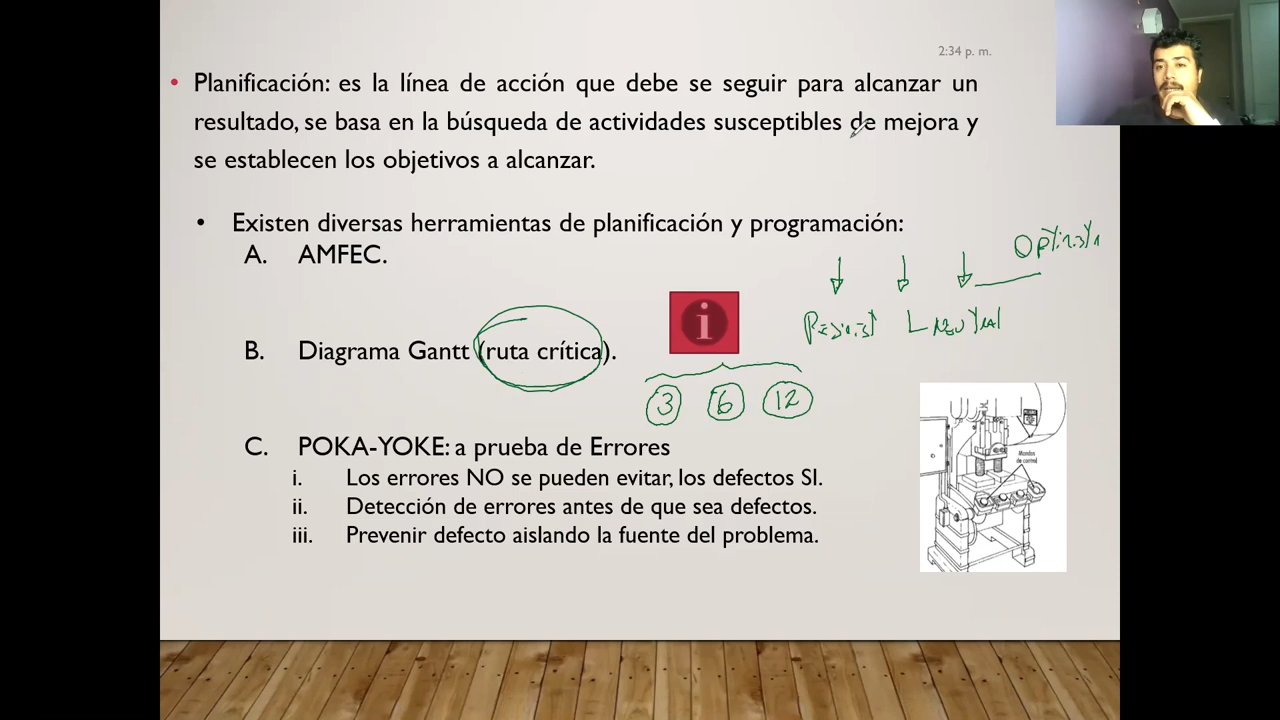 2:34 p. m.
• Planificación: es la línea de acción que debe se seguir para alcanzar un
resultado, se basa en la búsqueda de actividades susceptibles de mejora y
se establecen los objetivos a alcanzar.
• Existen diversas herramientas de planificación y programación:
A. AMFEC.
i
B. Diagrama Gantt (ruta crítica).
3 6 12
C. POKA-YOKE: a prueba de Errores
i. Los errores NO se pueden evitar, los defectos SI.
ii. Detección de errores antes de que sea defectos.
iii. Prevenir defecto aislando la fuente del problema.
Mandos
de control